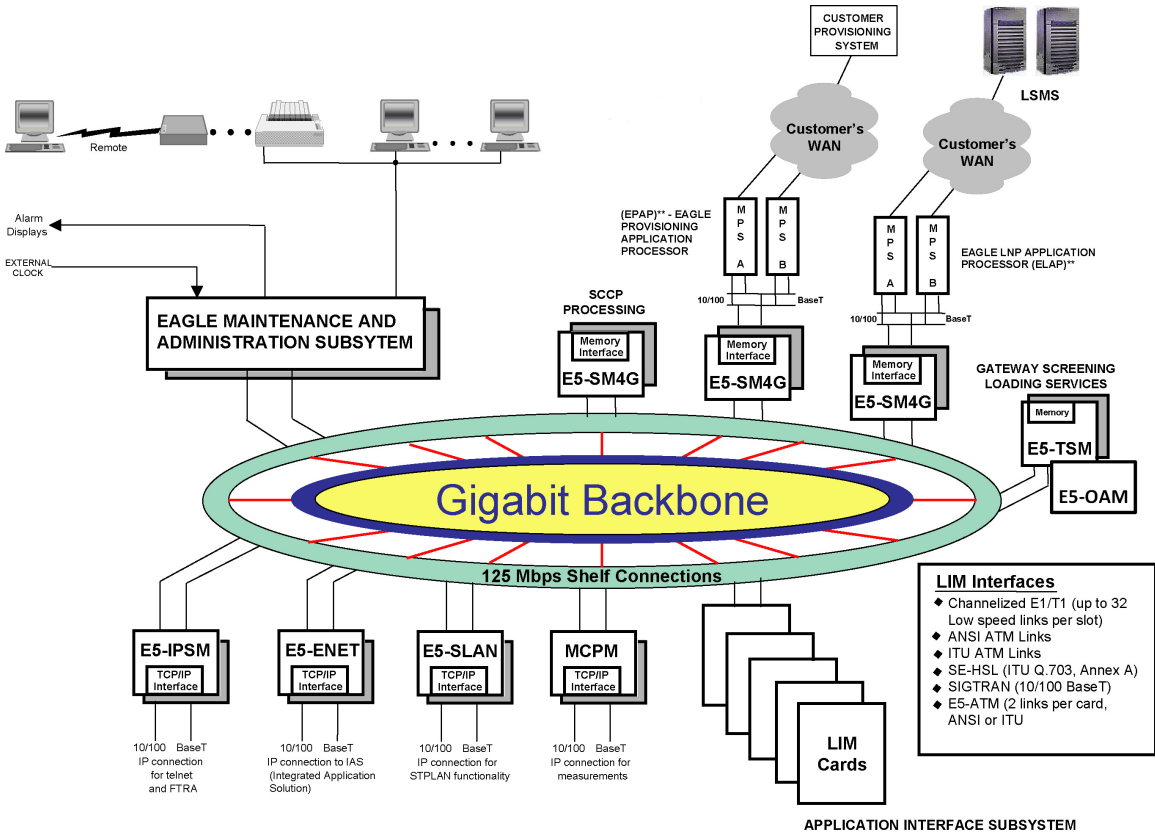 CUSTOMER
PROVISIONING
SYSTEM
LSMS
Remote
Customer's
WAN
Customer's
WAN
Alarm
Displays
EXTERNAL
CLOCK
(EPAP)** - EAGLE
PROVISIONING
APPLICATION
PROCESSOR
M
P
S
A
M
P
S
B
M
P
S
A
M
P
S
B
EAGLE LNP APPLICATION
PROCESSOR (ELAP)**
10/100
BaseT
10/100
BaseT
EAGLE MAINTENANCE AND
ADMINISTRATION SUBSYTEM
SCCP
PROCESSING
Memory
Interface
E5-SM4G
Memory
Interface
E5-SM4G
Memory
Interface
E5-SM4G
GATEWAY SCREENING
LOADING SERVICES
Memory
E5-TSM
E5-OAM
Gigabit Backbone
125 Mbps Shelf Connections
E5-IPSM
TCP/IP
Interface
10/100 BaseT
IP connection
for telnet
and FTRA
E5-ENET
TCP/IP
Interface
10/100 BaseT
IP connection to IAS
(Integrated Application
Solution)
E5-SLAN
TCP/IP
Interface
10/100 BaseT
IP connection for
STPLAN functionality
MCPM
TCP/IP
Interface
10/100 BaseT
IP connection for
measurements
LIM
Cards
LIM Interfaces
◆ Channelized E1/T1 (up to 32
Low speed links per slot)
◆ ANSI ATM Links
◆ ITU ATM Links
◆ SE-HSL (ITU Q.703, Annex A)
◆ SIGTRAN (10/100 BaseT)
◆ E5-ATM (2 links per card,
ANSI or ITU
APPLICATION INTERFACE SUBSYSTEM